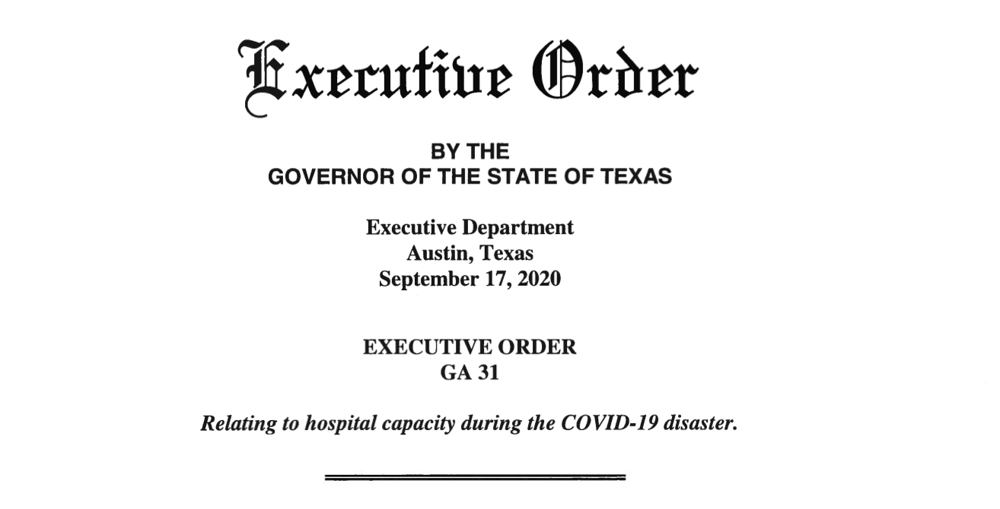 Executive Order
BY THE
GOVERNOR OF THE STATE OF TEXAS
Executive Department
Austin, Texas
September 17, 2020
EXECUTIVE ORDER
GA 31
Relating to hospital capacity during the COVID-19 disaster.